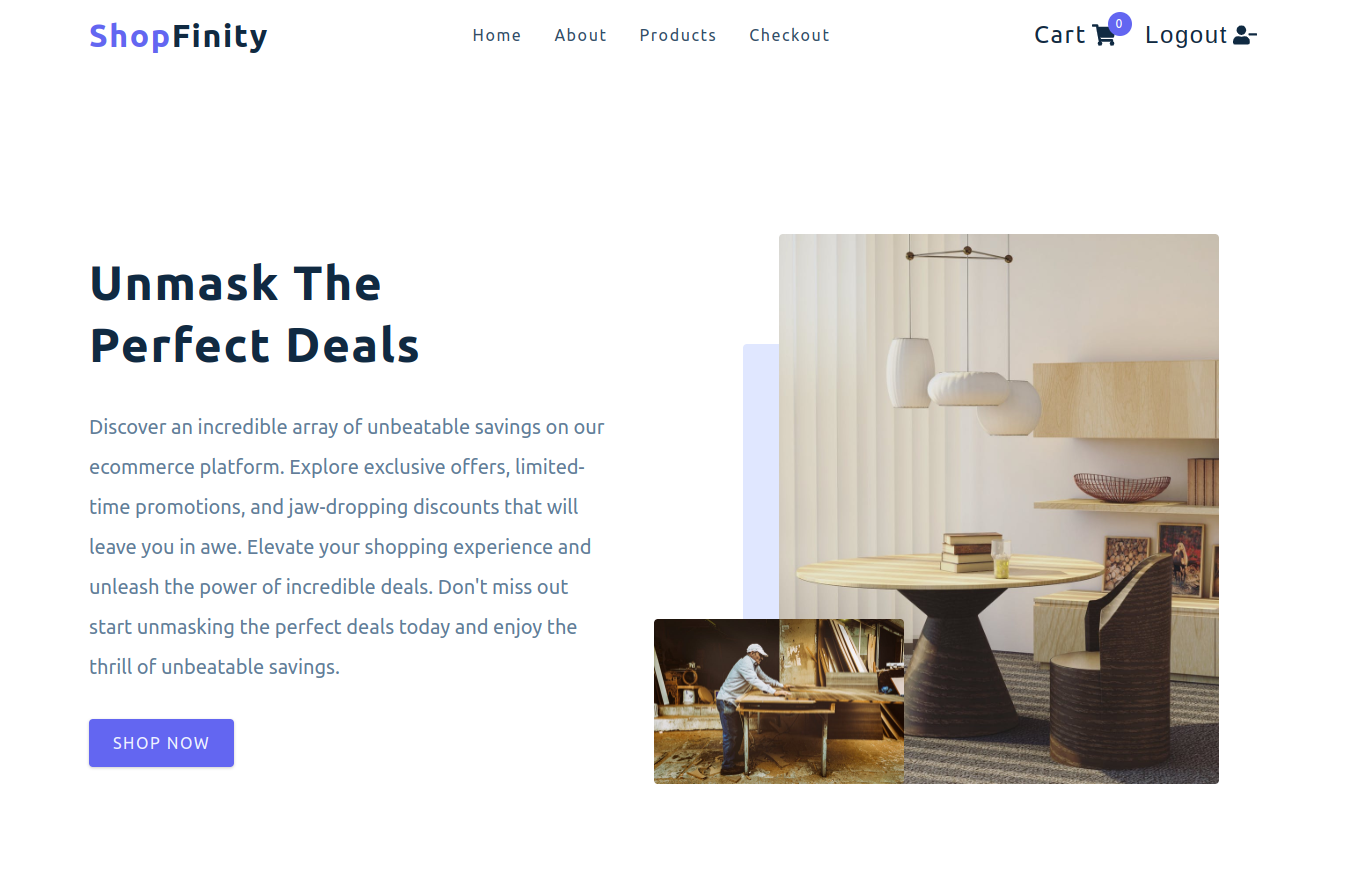 ShopFinity
Home About Products Checkout
Cart 0 Logout
Unmask The
Perfect Deals
Discover an incredible array of unbeatable savings on our
ecommerce platform. Explore exclusive offers, limited-
time promotions, and jaw-dropping discounts that will
leave you in awe. Elevate your shopping experience and
unleash the power of incredible deals. Don't miss out
start unmasking the perfect deals today and enjoy the
thrill of unbeatable savings.
SHOP NOW